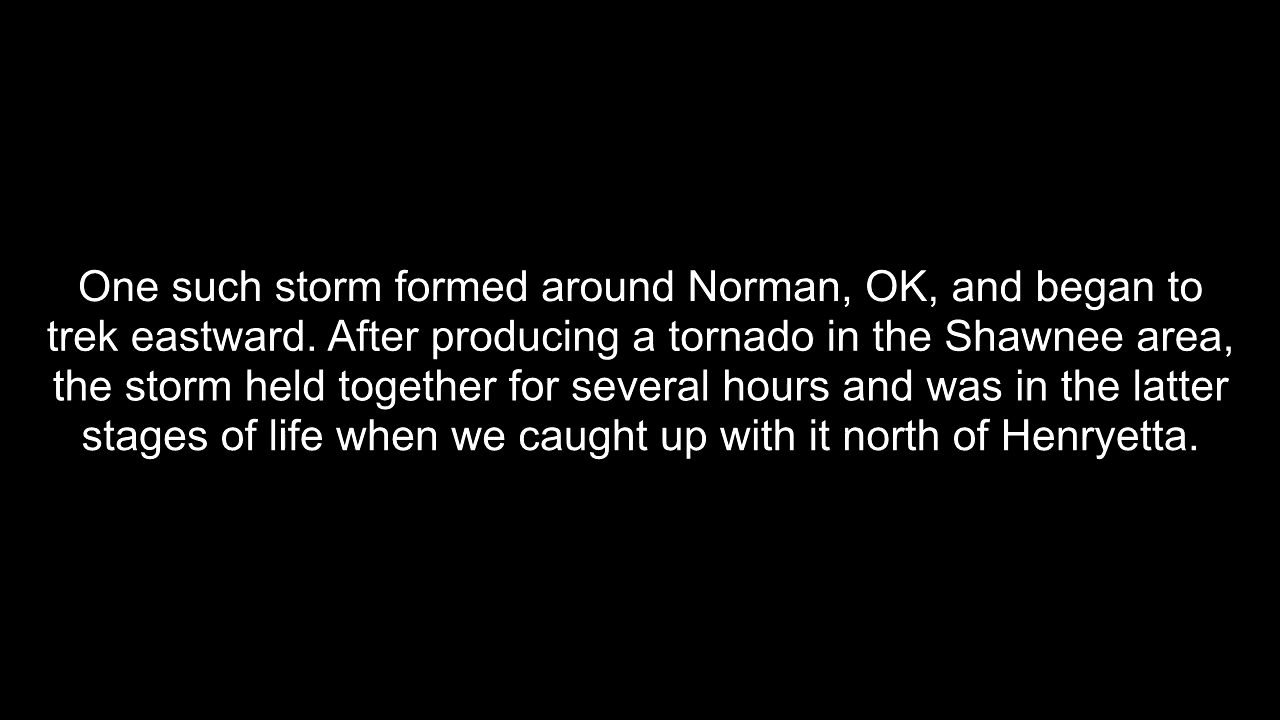 One such storm formed around Norman, OK, and began to
trek eastward. After producing a tornado in the Shawnee area,
the storm held together for several hours and was in the latter
stages of life when we caught up with it north of Henryetta.